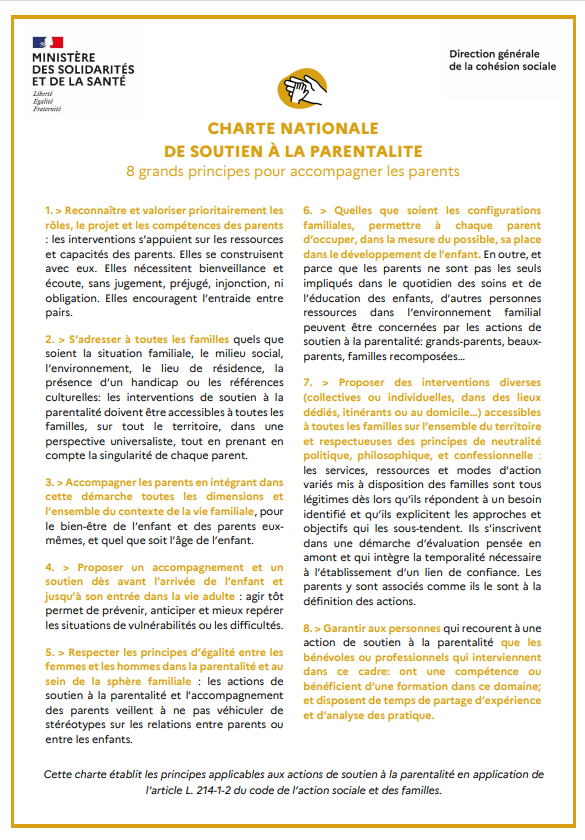 MINISTÈRE
DES SOLIDARITÉS
ET DE LA SANTÉ
Liberté
Égalité
Fraternité
Direction générale
de la cohésion sociale
CHARTE NATIONALE
DE SOUTIEN À LA PARENTALITE
8 grands principes pour accompagner les parents
1. > Reconnaître et valoriser prioritairement les
rôles, le projet et les compétences des parents
: les interventions s’appuient sur les ressources
et capacités des parents. Elles se construisent
avec eux. Elles nécessitent bienveillance et
écoute, sans jugement, préjugé, injonction, ni
obligation. Elles encouragent l’entraide entre
pairs.
2. > S’adresser à toutes les familles quels que
soient la situation familiale, le milieu social,
l’environnement, le lieu de résidence, la
présence d’un handicap ou les références
culturelles: les interventions de soutien à la
parentalité doivent être accessibles à toutes les
familles, sur tout le territoire, dans une
perspective universaliste, tout en prenant en
compte la singularité de chaque parent.
3. > Accompagner les parents en intégrant dans
cette démarche toutes les dimensions et
l’ensemble du contexte de la vie familiale, pour
le bien-être de l’enfant et des parents eux-
mêmes, et quel que soit l’âge de l’enfant.
4. > Proposer un accompagnement et un
soutien dès avant l’arrivée de l’enfant et
jusqu’à son entrée dans la vie adulte : agir tôt
permet de prévenir, anticiper et mieux repérer
les situations de vulnérabilités ou les difficultés.
5. > Respecter les principes d’égalité entre les
femmes et les hommes dans la parentalité et au
sein de la sphère familiale : les actions de
soutien à la parentalité et l’accompagnement
des parents veillent à ne pas véhiculer de
stéréotypes sur les relations entre parents ou
entre les enfants.
6. > Quelles que soient les configurations
familiales, permettre à chaque parent
d’occuper, dans la mesure du possible, sa place
dans le développement de l’enfant. En outre, et
parce que les parents ne sont pas les seuls
impliqués dans le quotidien des soins et de
l’éducation des enfants, d’autres personnes
ressources dans l’environnement familial
peuvent être concernées par les actions de
soutien à la parentalité: grands-parents, beaux-
parents, familles recomposées…
7. > Proposer des interventions diverses
(collectives ou individuelles, dans des lieux
dédiés, itinérants ou au domicile…) accessibles
à toutes les familles sur l’ensemble du territoire
et respectueuses des principes de neutralité
politique, philosophique, et confessionnelle :
les services, ressources et modes d’action
variés mis à disposition des familles sont tous
légitimes dès lors qu’ils répondent à un besoin
identifié et qu’ils explicitent les approches et
objectifs qui les sous-tendent. Ils s’inscrivent
dans une démarche d’évaluation pensée en
amont et qui intègre la temporalité nécessaire
à l’établissement d’un lien de confiance. Les
parents y sont associés comme ils le sont à la
définition des actions.
8. > Garantir aux personnes qui recourent à une
action de soutien à la parentalité que les
bénévoles ou professionnels qui interviennent
dans ce cadre: ont une compétence ou
bénéficient d’une formation dans ce domaine;
et disposent de temps de partage d’expérience
et d’analyse des pratique.
Cette charte établit les principes applicables aux actions de soutien à la parentalité en application de
l’article L. 214-1-2 du code de l’action sociale et des familles.